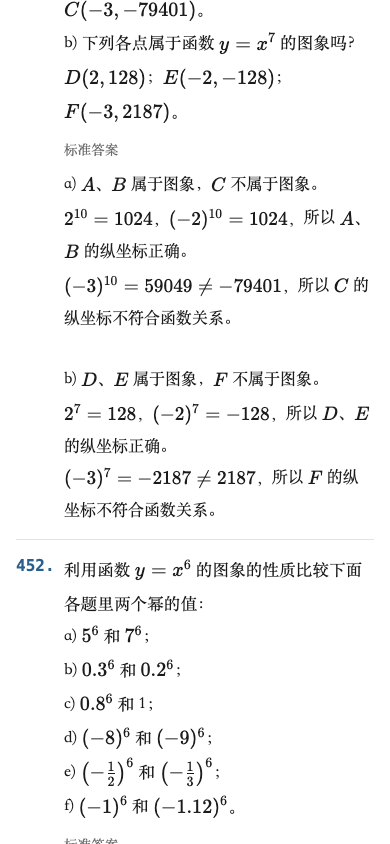 C(−3, −79401)。
b) 下列各点属于函数 y = x⁷ 的图象吗?
D(2, 128)；E(−2, −128)；
F(−3, 2187)。
标准答案
a) A、B 属于图象，C 不属于图象。
2¹⁰ = 1024，(−2)¹⁰ = 1024，所以 A、
B 的纵坐标正确。
(−3)¹⁰ = 59049 ≠ −79401，所以 C 的
纵坐标不符合函数关系。
b) D、E 属于图象，F 不属于图象。
2⁷ = 128，(−2)⁷ = −128，所以 D、E
的纵坐标正确。
(−3)⁷ = −2187 ≠ 2187，所以 F 的纵
坐标不符合函数关系。
452. 利用函数 y = x⁶ 的图象的性质比较下面
各题里两个幂的值：
a) 5⁶ 和 7⁶；
b) 0.3⁶ 和 0.2⁶；
c) 0.8⁶ 和 1；
d) (−8)⁶ 和 (−9)⁶；
e) (−1/2)⁶ 和 (−1/3)⁶；
f) (−1)⁶ 和 (−1.12)⁶。
标准答案